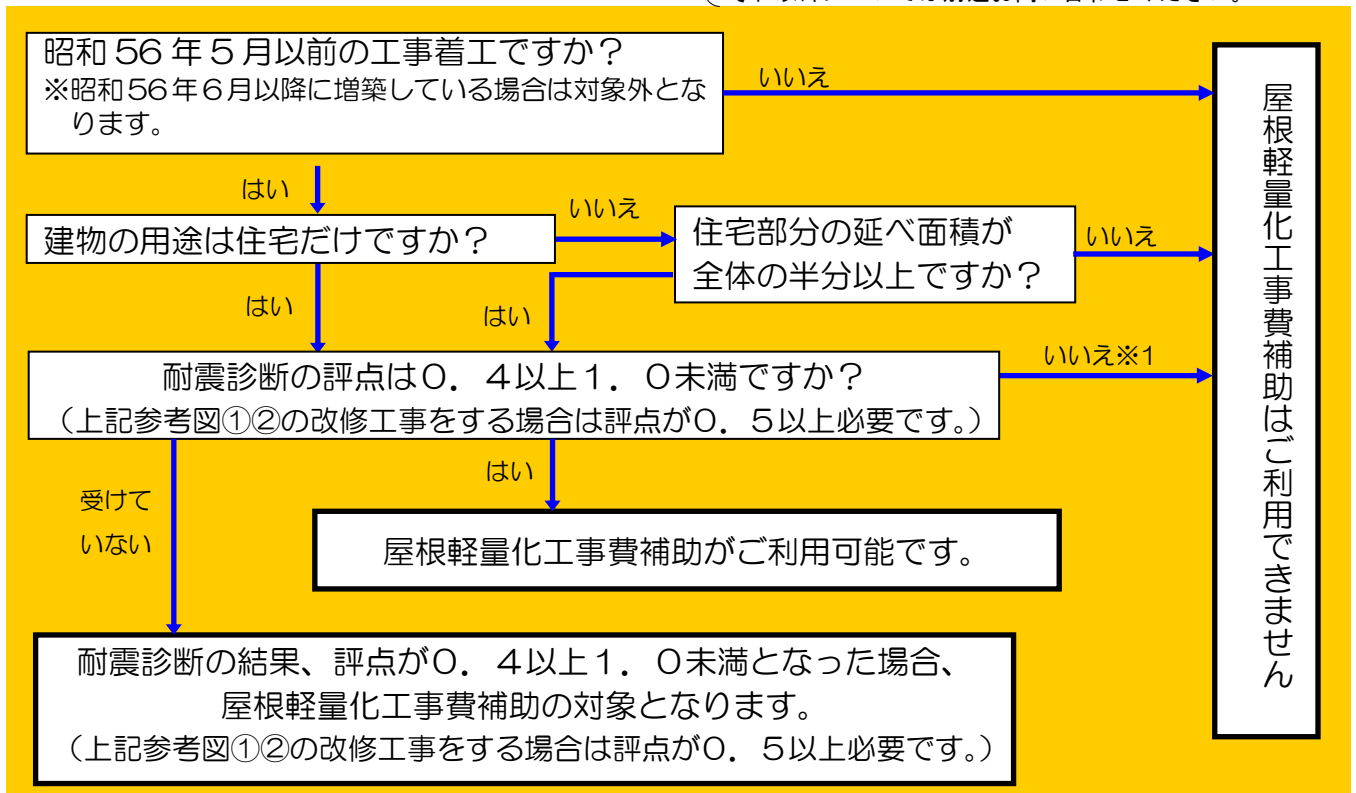 昭和56年5月以前の工事着工ですか？
※昭和56年6月以降に増築している場合は対象外とな
ります。
いいえ
はい
建物の用途は住宅だけですか？
いいえ
住宅部分の延べ面積が
全体の半分以上ですか？
いいえ
はい
はい
耐震診断の評点は０．４以上１．０未満ですか？
（上記参考図①②の改修工事をする場合は評点が０．５以上必要です。）
いいえ※1
はい
受けて
いない
屋根軽量化工事費補助がご利用可能です。
耐震診断の結果、評点が０．４以上１．０未満となった場合、
屋根軽量化工事費補助の対象となります。
（上記参考図①②の改修工事をする場合は評点が０．５以上必要です。）
屋根軽量化工事費補助はご利用できません